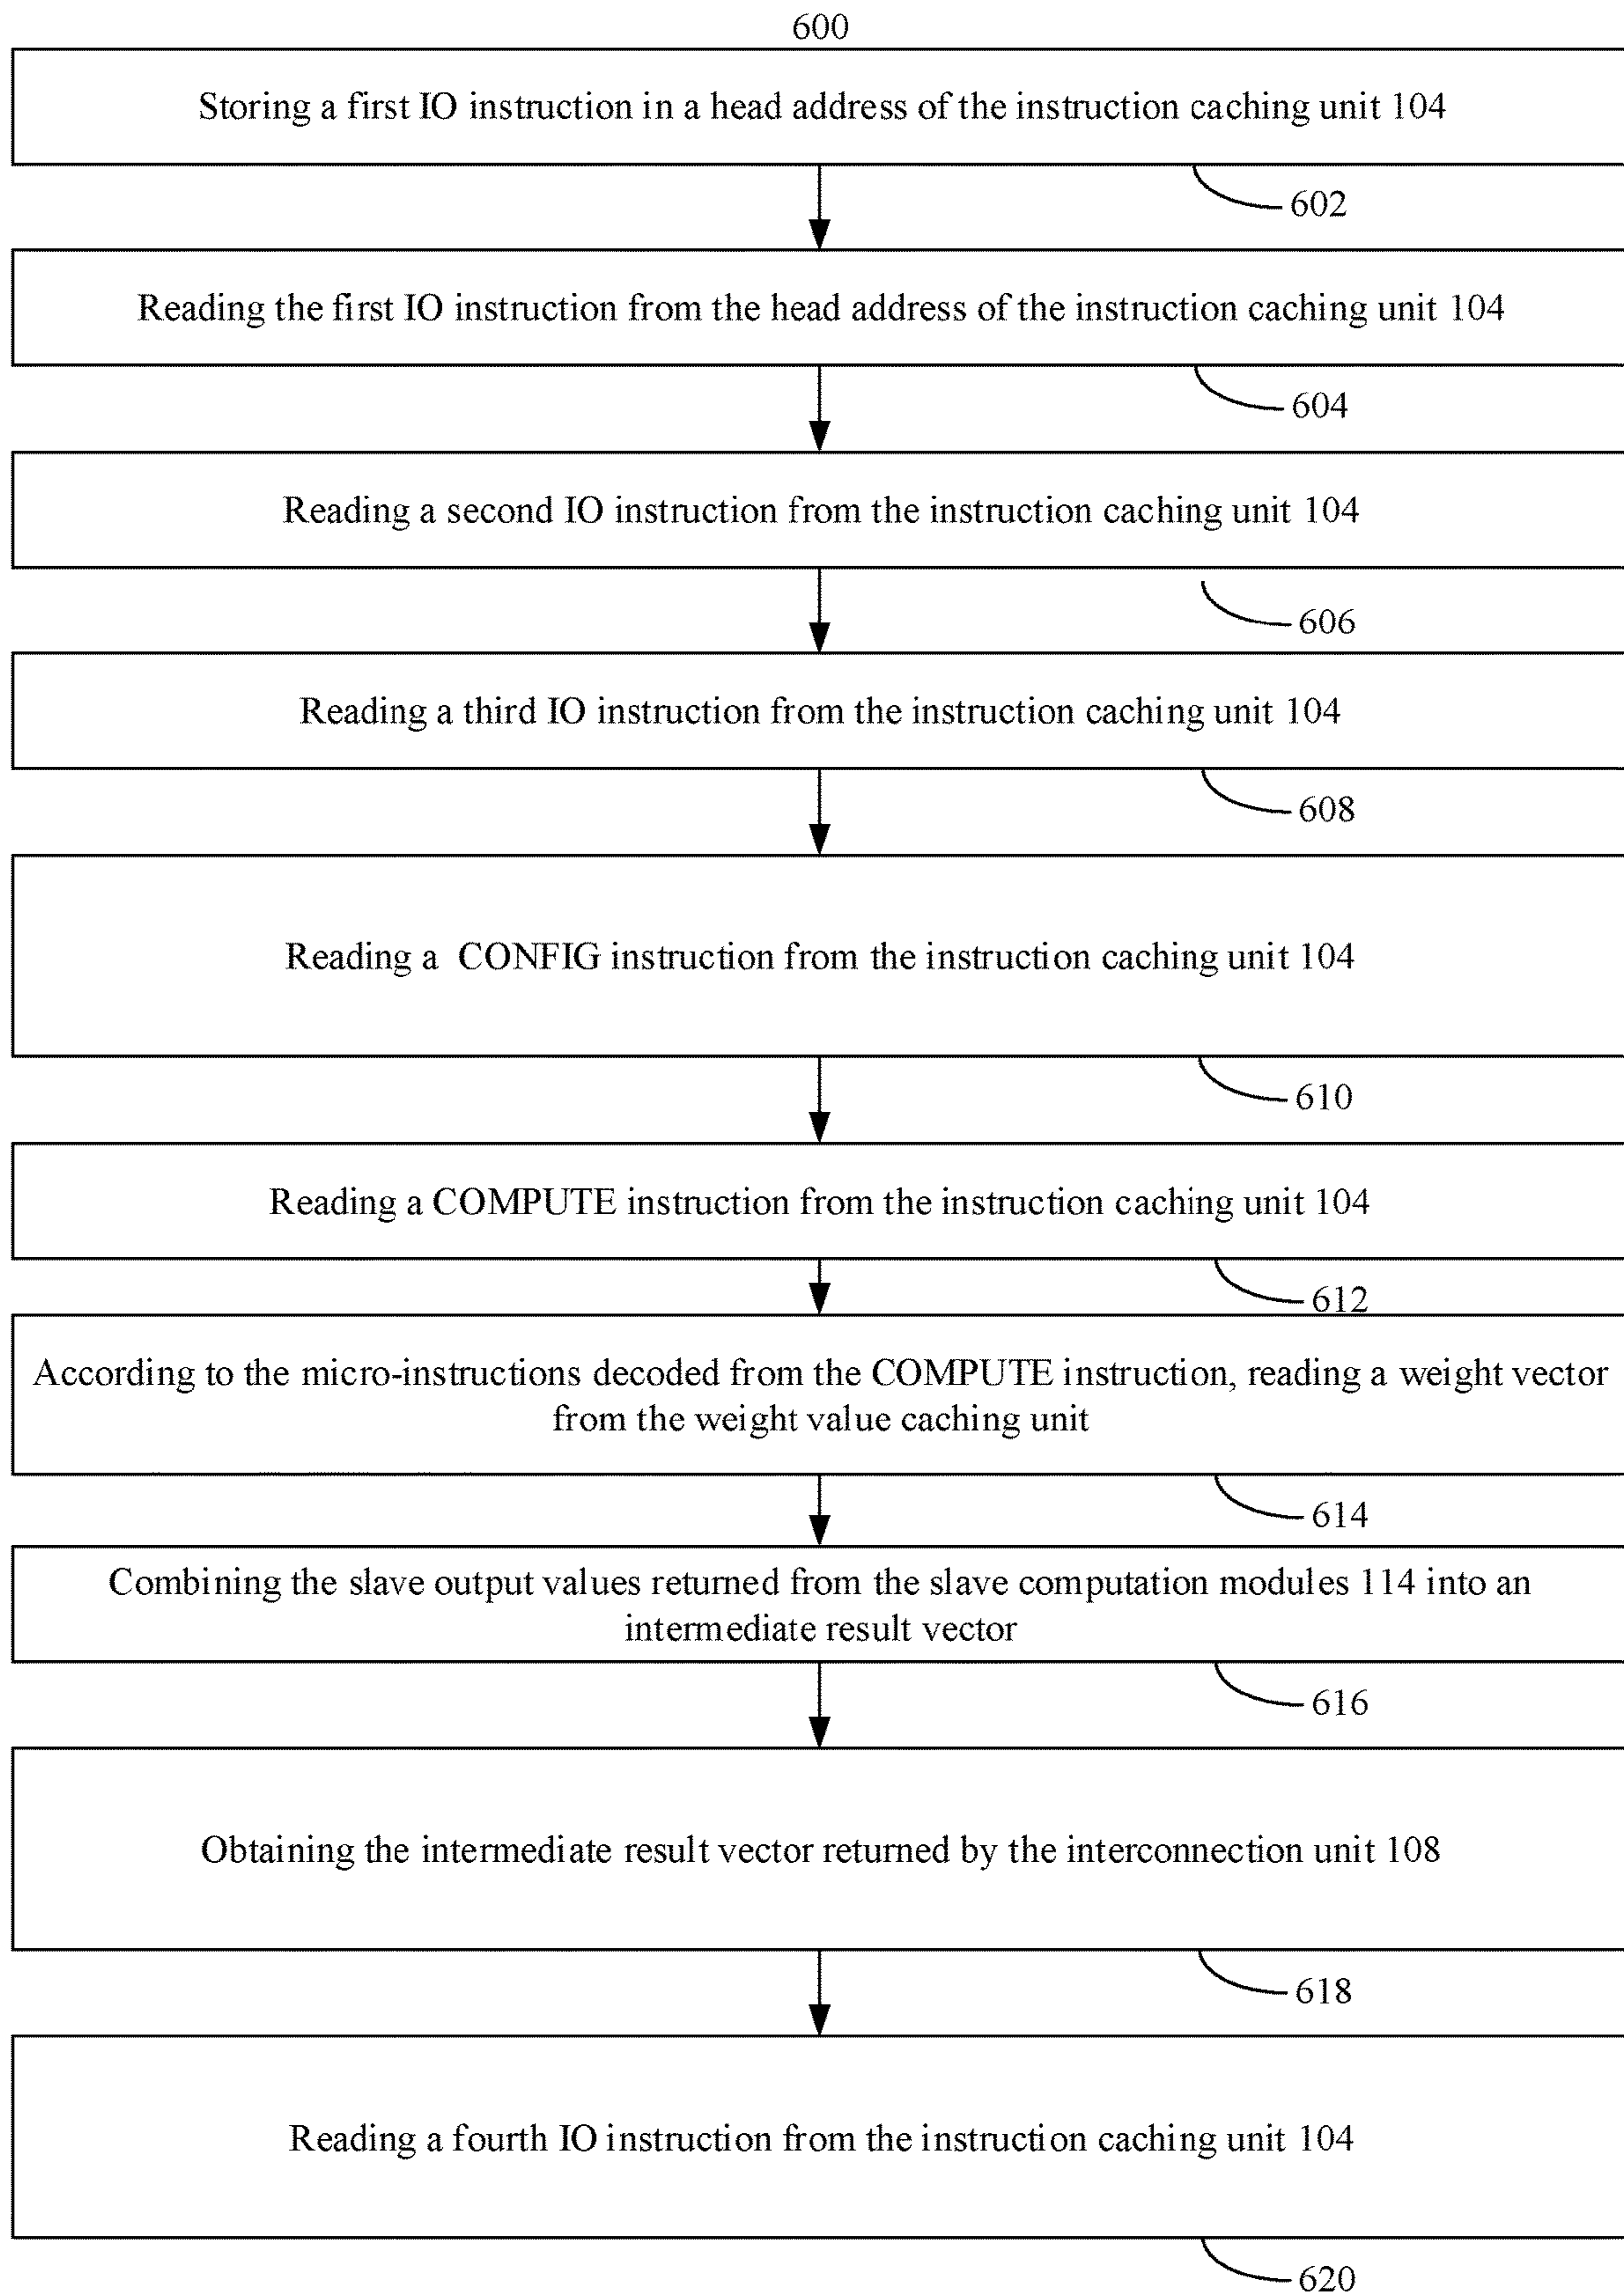 600
Storing a first IO instruction in a head address of the instruction caching unit 104
602
Reading the first IO instruction from the head address of the instruction caching unit 104
604
Reading a second IO instruction from the instruction caching unit 104
606
Reading a third IO instruction from the instruction caching unit 104
608
Reading a CONFIG instruction from the instruction caching unit 104
610
Reading a COMPUTE instruction from the instruction caching unit 104
612
According to the micro-instructions decoded from the COMPUTE instruction, reading a weight vector
from the weight value caching unit
614
Combining the slave output values returned from the slave computation modules 114 into an
intermediate result vector
616
Obtaining the intermediate result vector returned by the interconnection unit 108
618
Reading a fourth IO instruction from the instruction caching unit 104
620